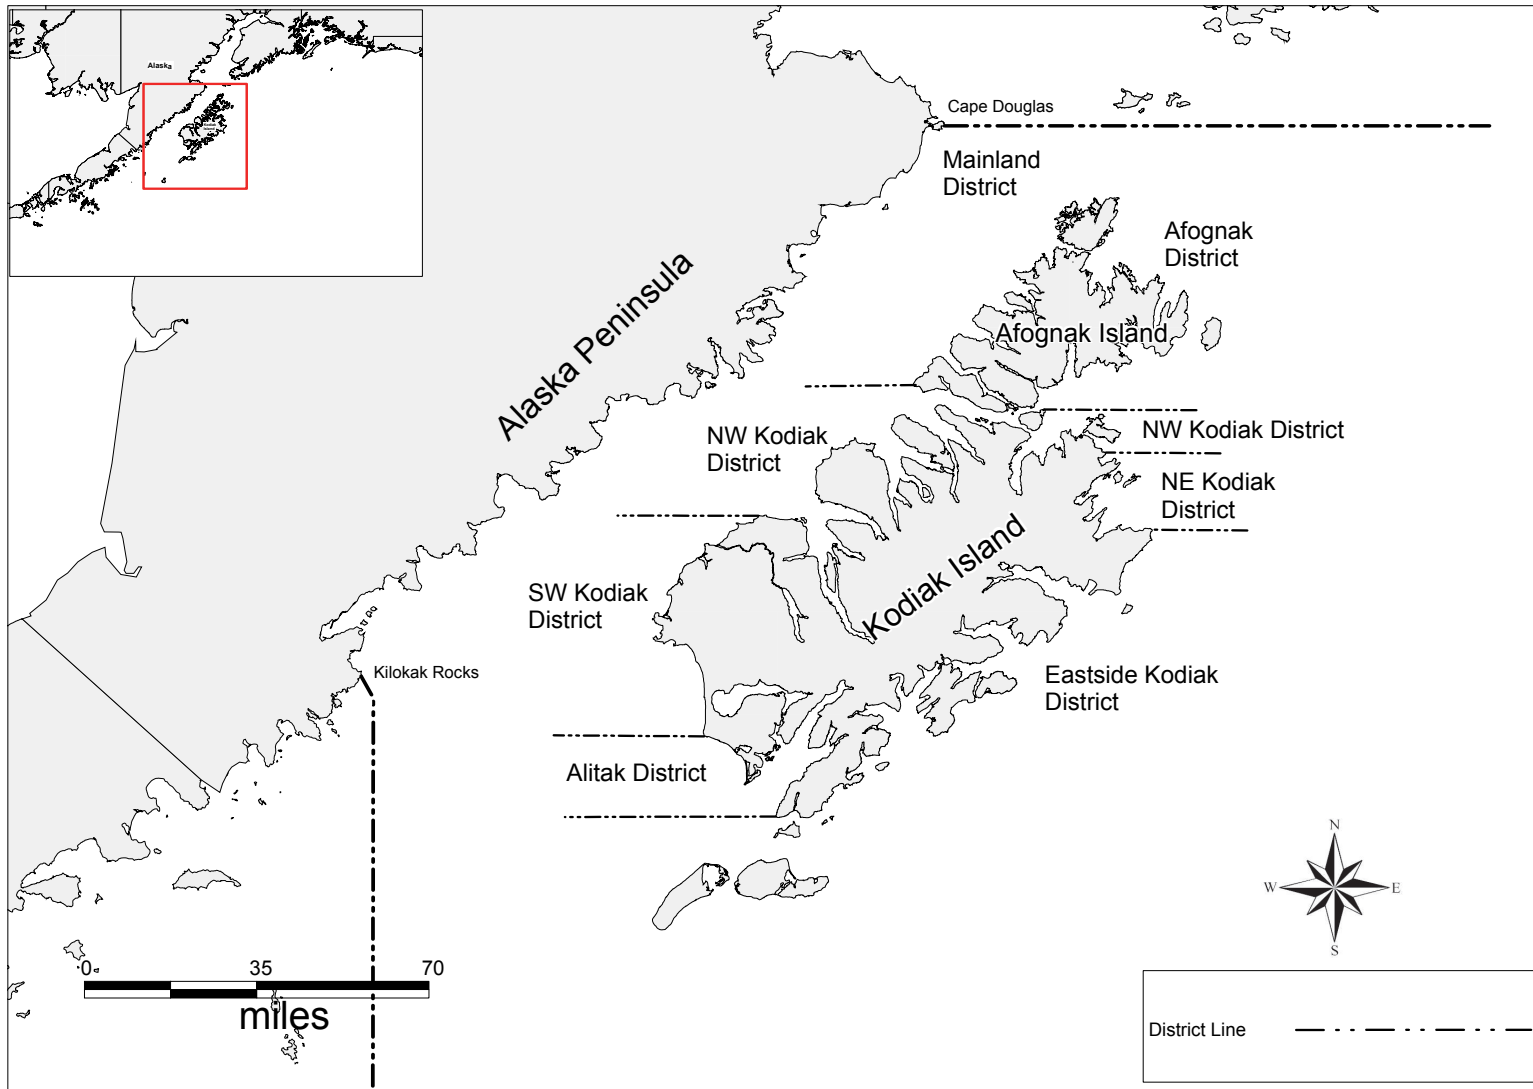 Alaska
Cape Douglas
Mainland
District
Afognak
District
Alaska Peninsula
Afognak Island
NW Kodiak
District
NW Kodiak District
NE Kodiak
District
Kodiak Island
SW Kodiak
District
Kilokak Rocks
Eastside Kodiak
District
Alitak District
N
W
E
S
0
35
70
miles
District Line